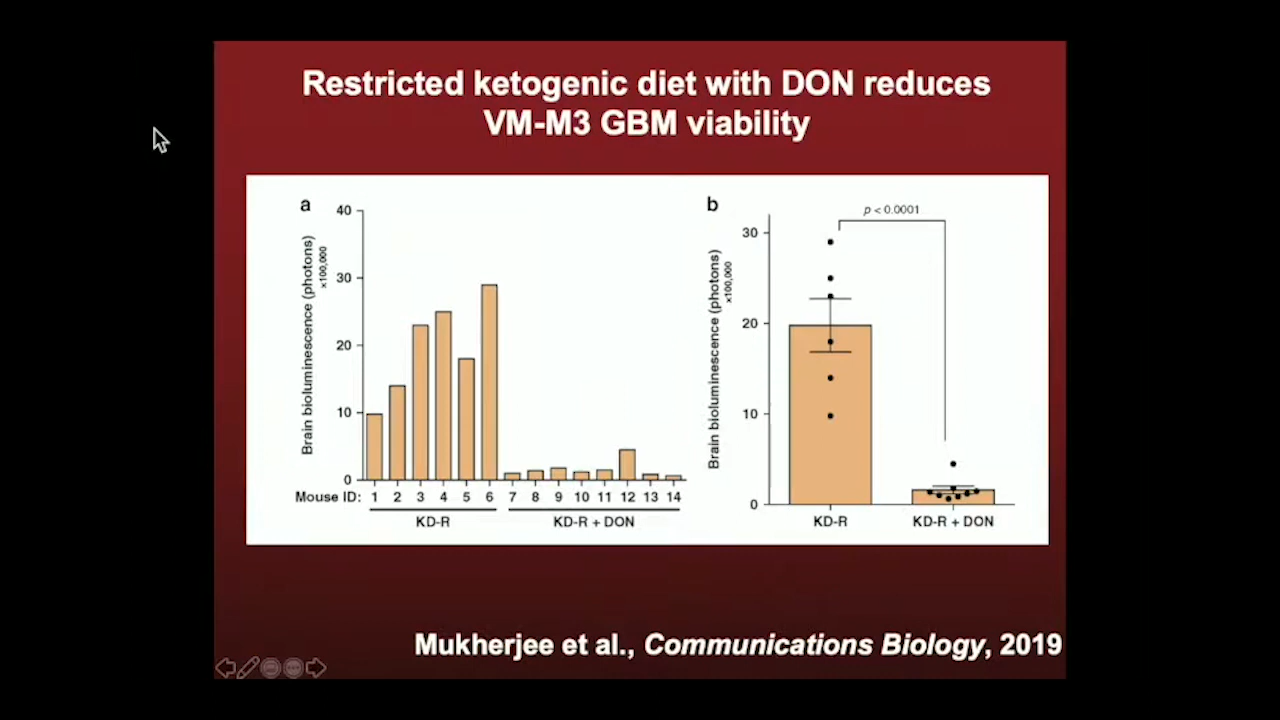 Restricted ketogenic diet with DON reduces
VM-M3 GBM viability
a
Brain bioluminescence (photons)
×100,000
40
30
20
10
0
Mouse ID: 1 2 3 4 5 6 7 8 9 10 11 12 13 14
KD-R KD-R + DON
b
p < 0.0001
Brain bioluminescence (photons)
×100,000
30
20
10
0
KD-R KD-R + DON
Mukherjee et al., Communications Biology, 2019